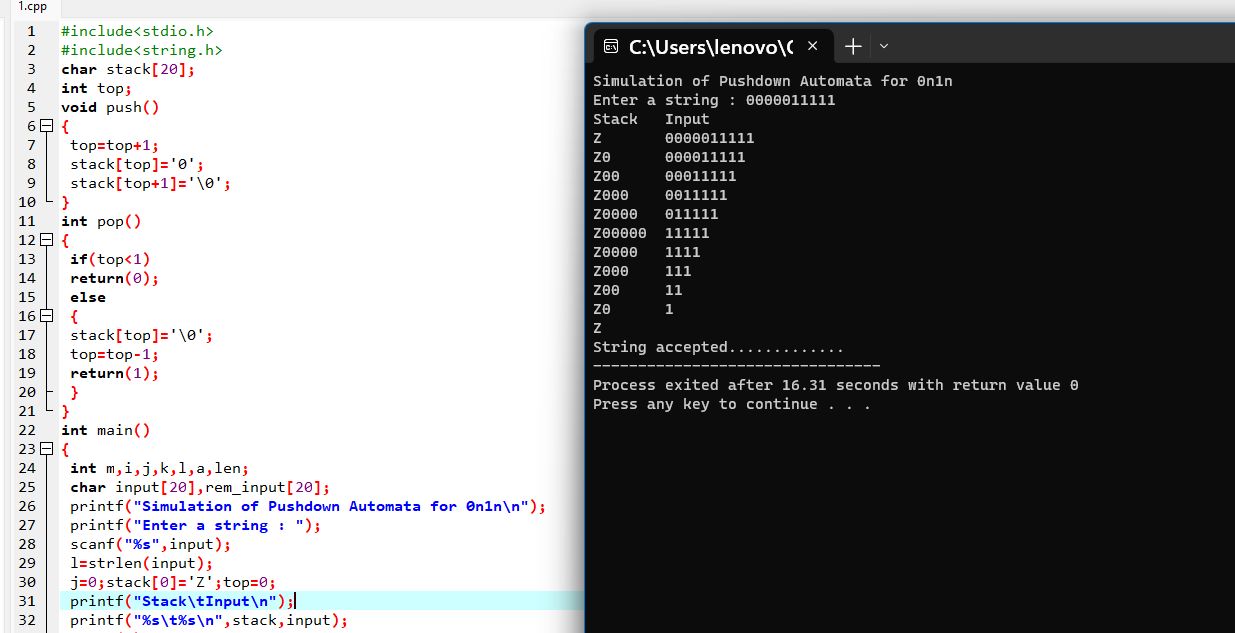 1.cpp
1 #include<stdio.h>
2 #include<string.h>
3 char stack[20];
4 int top;
5 void push()
6 {
7 top=top+1;
8 stack[top]='0';
9 stack[top+1]='\0';
10 }
11 int pop()
12 {
13 if(top<1)
14 return(0);
15 else
16 {
17 stack[top]='\0';
18 top=top-1;
19 return(1);
20 }
21 }
22 int main()
23 {
24 int m,i,j,k,l,a,len;
25 char input[20],rem_input[20];
26 printf("Simulation of Pushdown Automata for 0n1n\n");
27 printf("Enter a string : ");
28 scanf("%s",input);
29 l=strlen(input);
30 j=0;stack[0]='Z';top=0;
31 printf("Stack\tInput\n");
32 printf("%s\t%s\n",stack,input);
C:\Users\lenovo\
Simulation of Pushdown Automata for 0n1n
Enter a string : 0000011111
Stack Input
Z 0000011111
Z0 000011111
Z00 00011111
Z000 0011111
Z0000 011111
Z00000 11111
Z0000 1111
Z000 111
Z00 11
Z0 1
Z
String accepted.............
--------------------------------
Process exited after 16.31 seconds with return value 0
Press any key to continue . . .